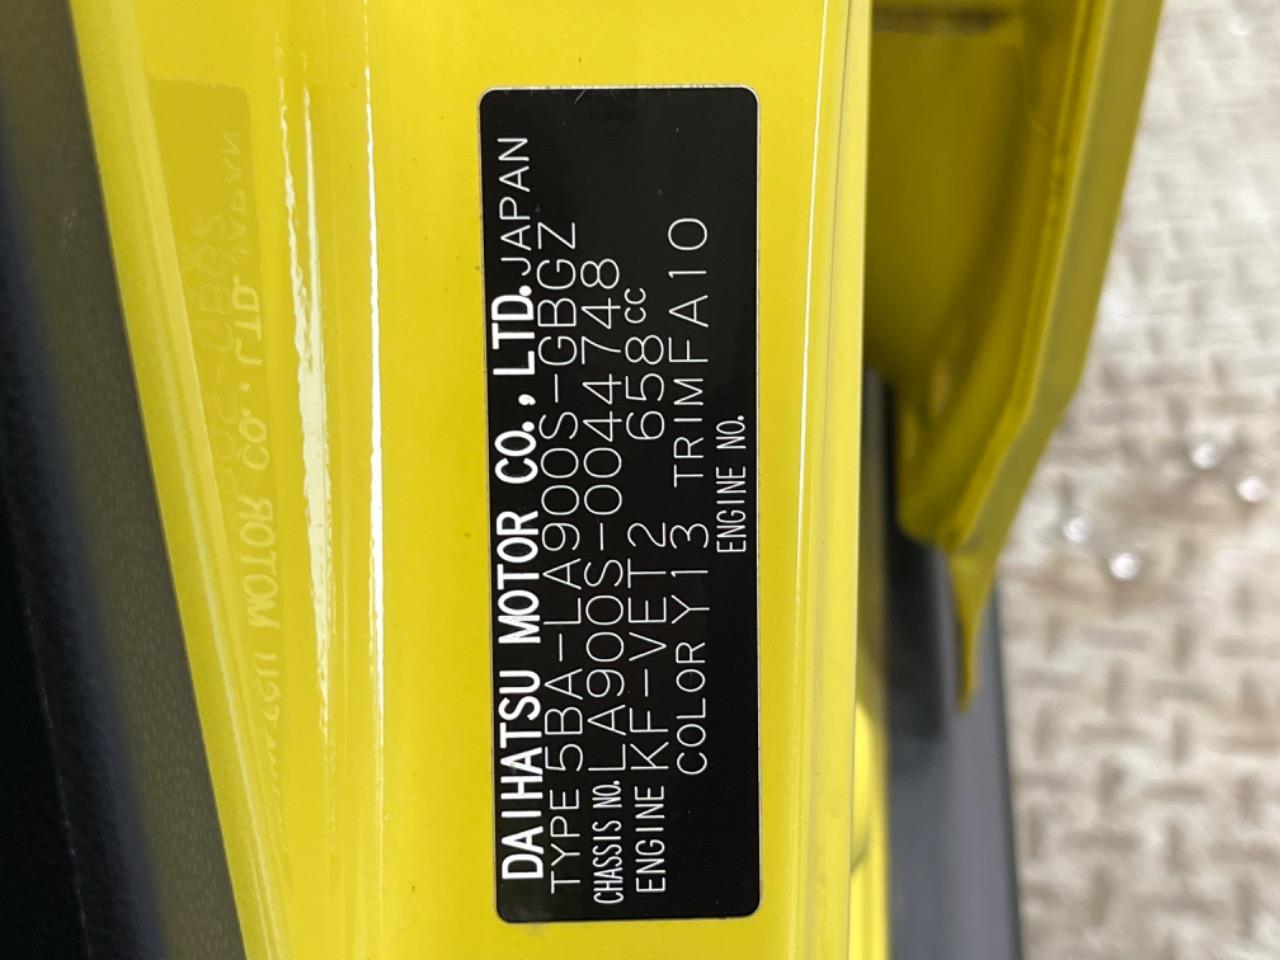 DAIHATSU MOTOR CO., LTD. JAPAN
TYPE 5BA-LA900S-GBGZ
CHASSIS NO. LA900S-0044748
ENGINE KF-VET2 658cc
COLOR Y13 TRIM FA10
ENGINE NO.